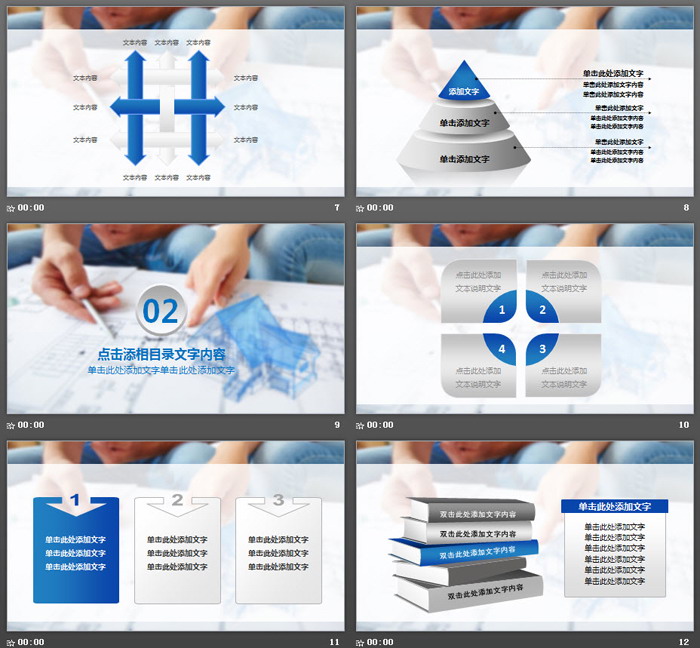 文本内容 文本内容 文本内容
文本内容 文本内容
文本内容 文本内容
文本内容 文本内容
文本内容 文本内容 文本内容
00:00 7
添加文字
单击添加文字
单击添加文字
单击此处添加文字
单击此处添加文字内容
单击此处添加文字内容
单击此处添加文字
单击此处添加文字内容
单击此处添加文字内容
单击此处添加文字
单击此处添加文字内容
单击此处添加文字内容
00:00 8
02
点击添相目录文字内容
单击此处添加文字单击此处添加文字
00:00 9
点击此处添加
文本说明文字
点击此处添加
文本说明文字
1 2
4 3
点击此处添加
文本说明文字
点击此处添加
文本说明文字
00:00 10
1
单击此处添加文字
单击此处添加文字
单击此处添加文字
2
单击此处添加文字
单击此处添加文字
单击此处添加文字
3
单击此处添加文字
单击此处添加文字
单击此处添加文字
00:00 11
双击此处添加文字内容
双击此处添加文字内容
双击此处添加文字内容
双击此处添加文字内容
单击此处添加文字
单击此处添加文字
单击此处添加文字
单击此处添加文字
单击此处添加文字
单击此处添加文字
00:00 12